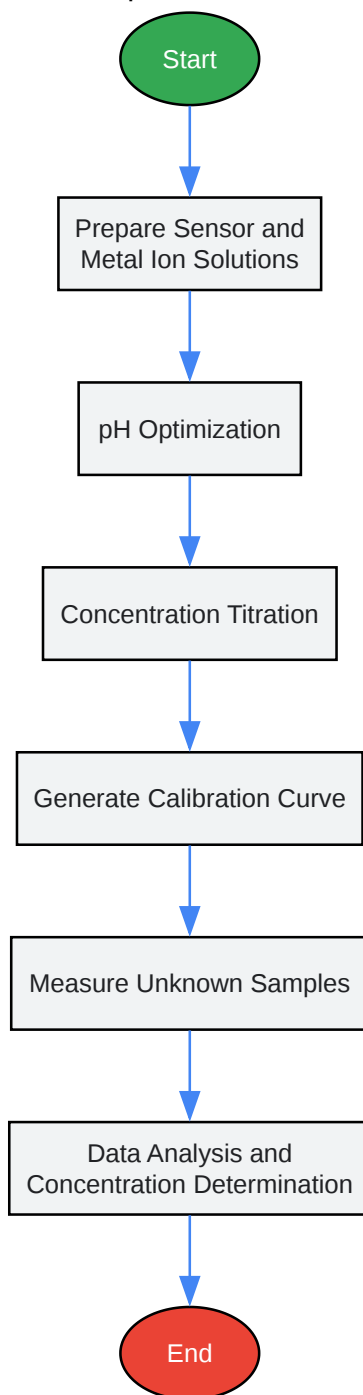 Start
Prepare Sensor and
Metal Ion Solutions
pH Optimization
Concentration Titration
Generate Calibration Curve
Measure Unknown Samples
Data Analysis and
Concentration Determination
End